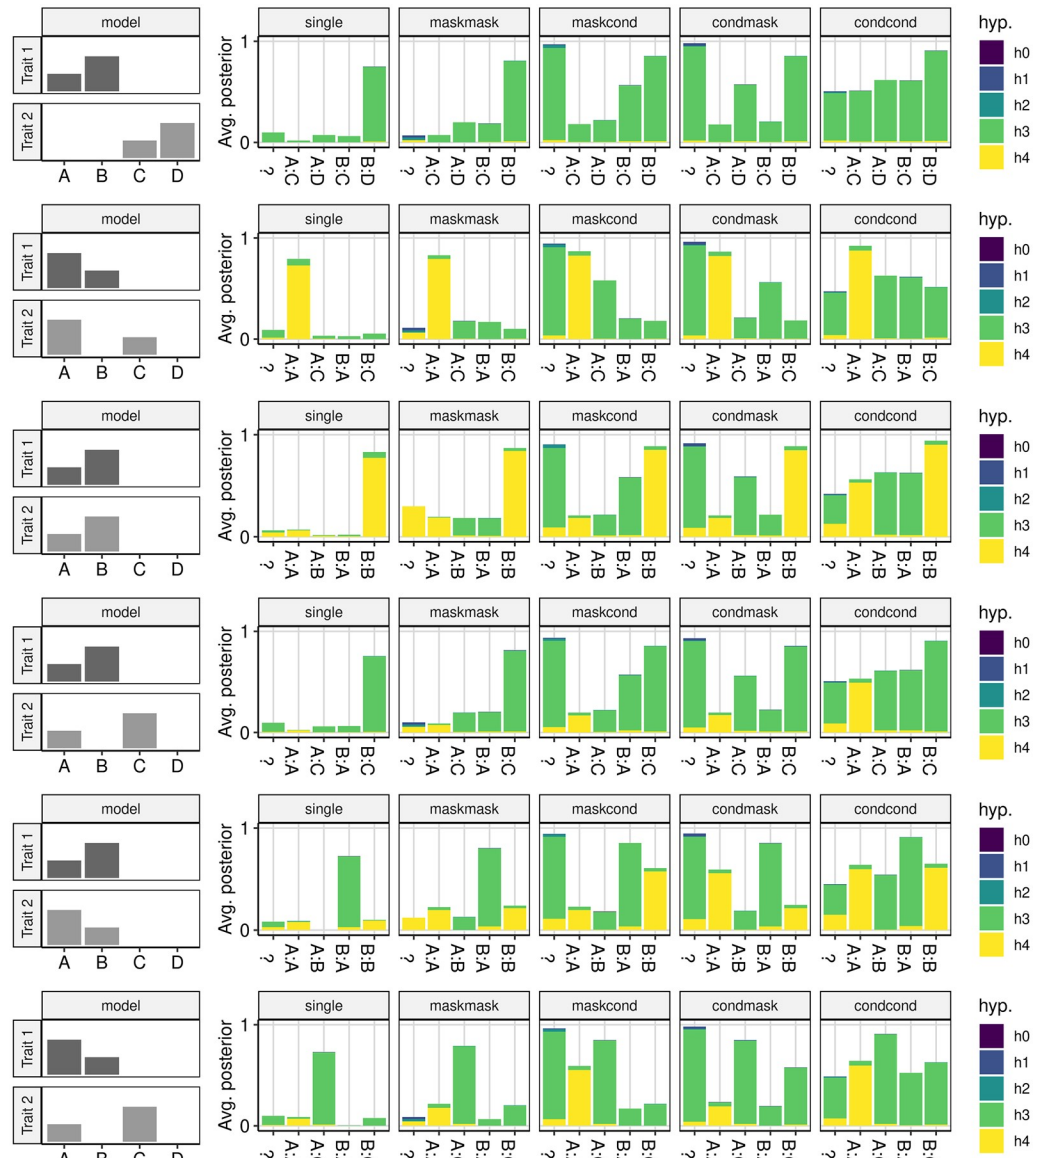 model single maskmask maskcond condmask condcond hyp.
Trait 1 Avg. posterior 1 0 h0
h1
h2
Trait 2 h3
h4
A B C D ? A:C A:D B:C B:D ? A:C A:D B:C B:D ? A:C A:D B:C B:D ? A:C A:D B:C B:D ? A:C A:D B:C B:D
model single maskmask maskcond condmask condcond hyp.
Trait 1 Avg. posterior 1 0 h0
h1
h2
Trait 2 h3
h4
A B C D ? A:A A:C B:A B:C ? A:A A:C B:A B:C ? A:A A:C B:A B:C ? A:A A:C B:A B:C ? A:A A:C B:A B:C
model single maskmask maskcond condmask condcond hyp.
Trait 1 Avg. posterior 1 0 h0
h1
h2
Trait 2 h3
h4
A B C D ? A:A A:B B:A B:B ? A:A A:B B:A B:B ? A:A A:B B:A B:B ? A:A A:B B:A B:B ? A:A A:B B:A B:B
model single maskmask maskcond condmask condcond hyp.
Trait 1 Avg. posterior 1 0 h0
h1
h2
Trait 2 h3
h4
A B C D ? A:A A:C B:A B:C ? A:A A:C B:A B:C ? A:A A:C B:A B:C ? A:A A:C B:A B:C ? A:A A:C B:A B:C
model single maskmask maskcond condmask condcond hyp.
Trait 1 Avg. posterior 1 0 h0
h1
h2
Trait 2 h3
h4
A B C D ? A:A A:B B:A B:B ? A:A A:B B:A B:B ? A:A A:B B:A B:B ? A:A A:B B:A B:B ? A:A A:B B:A B:B
model single maskmask maskcond condmask condcond hyp.
Trait 1 Avg. posterior 1 0 h0
h1
h2
Trait 2 h3
h4
A B C D